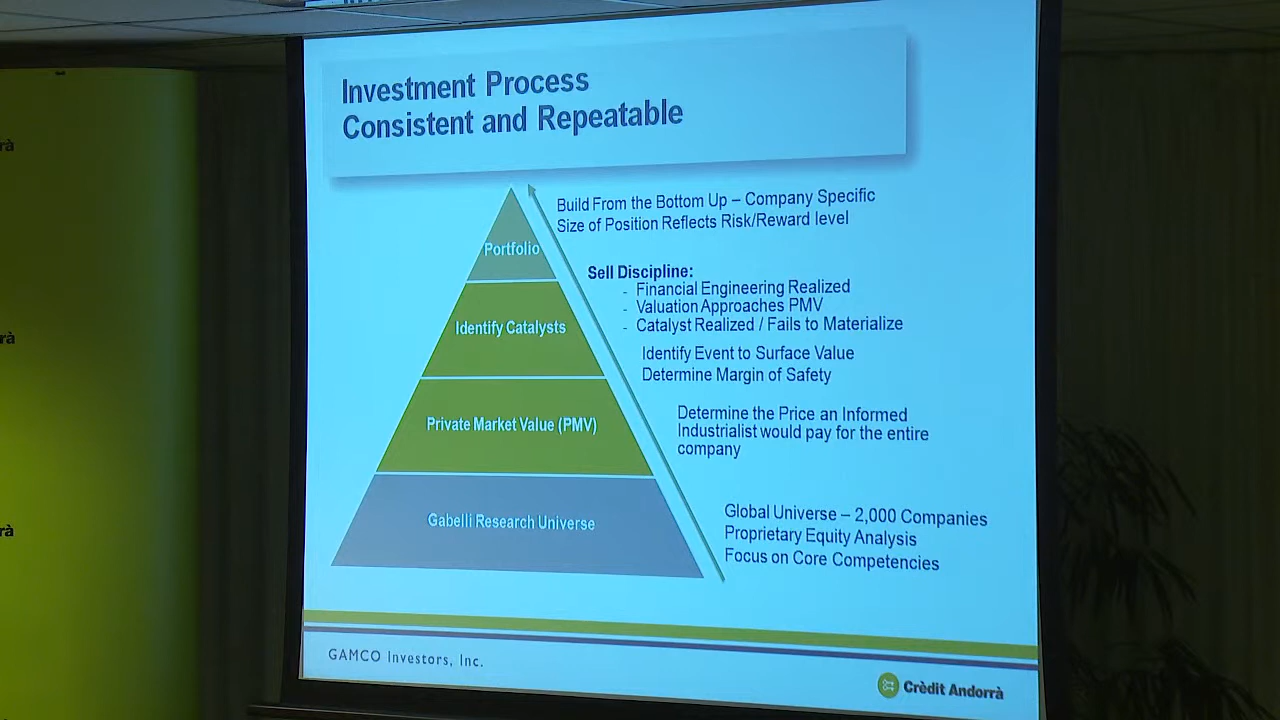 Investment Process
Consistent and Repeatable
Build From the Bottom Up – Company Specific
Size of Position Reflects Risk/Reward level
Portfolio
Sell Discipline:
- Financial Engineering Realized
- Valuation Approaches PMV
- Catalyst Realized / Fails to Materialize
Identify Catalysts
Identify Event to Surface Value
Determine Margin of Safety
Private Market Value (PMV)
Determine the Price an Informed
Industrialist would pay for the entire
company
Gabelli Research Universe
Global Universe – 2,000 Companies
Proprietary Equity Analysis
Focus on Core Competencies
GAMCO Investors, Inc.
Crèdit Andorrà
rà
rà
rà